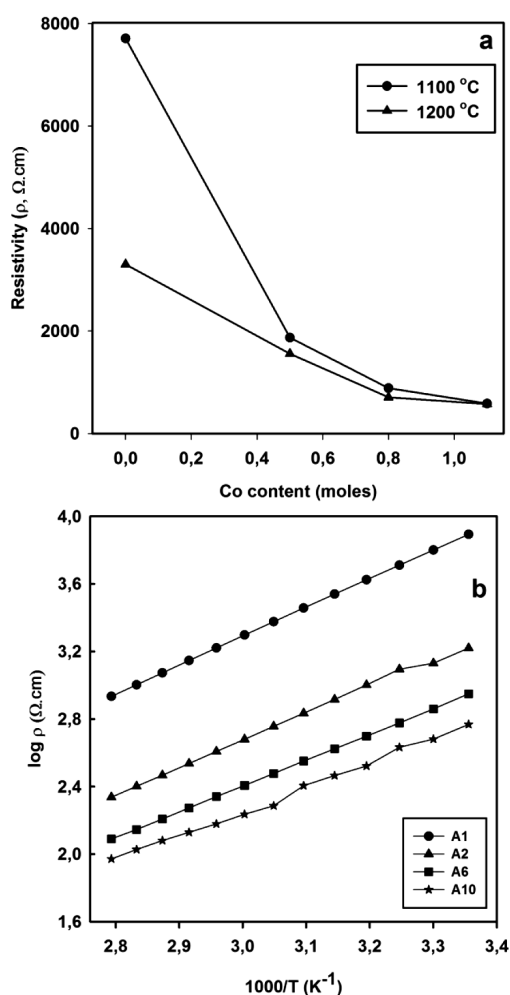 8000
a
1100 °C
1200 °C
6000
Resistivity (ρ, Ω.cm)
4000
2000
0
0,0 0,2 0,4 0,6 0,8 1,0
Co content (moles)
4,0
3,6
b
3,2
log ρ (Ω.cm)
2,8
2,4
A1
A2
A6
A10
2,0
1,6
2,8 2,9 3,0 3,1 3,2 3,3 3,4
1000/T (K⁻¹)